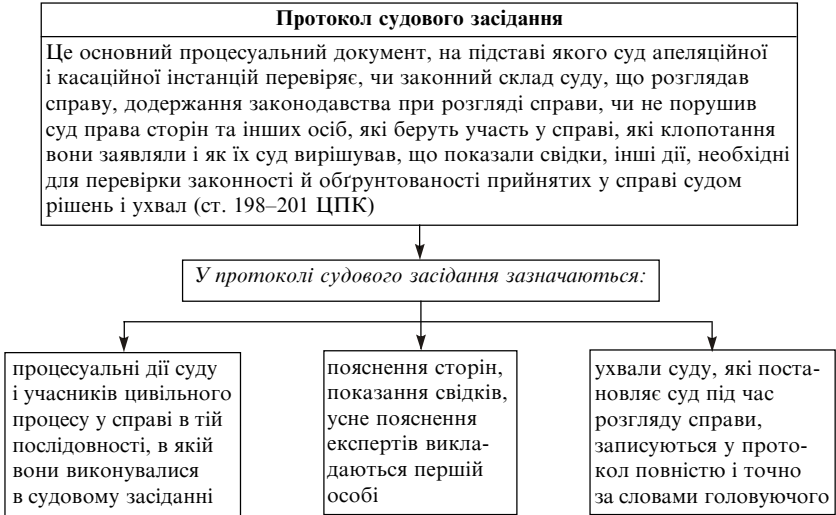 Протокол судового засідання
Це основний процесуальний документ, на підставі якого суд апеляційної
і касаційної інстанцій перевіряє, чи законний склад суду, що розглядав
справу, додержання законодавства при розгляді справи, чи не порушив
суд права сторін та інших осіб, які беруть участь у справі, які клопотання
вони заявляли і як їх суд вирішував, що показали свідки, інші дії, необхідні
для перевірки законності й обґрунтованості прийнятих у справі судом
рішень і ухвал (ст. 198–201 ЦПК)
У протоколі судового засідання зазначаються:
процесуальні дії суду
і учасників цивільного
процесу у справі в тій
послідовності, в якій
вони виконувалися
в судовому засіданні
пояснення сторін,
показання свідків,
усне пояснення
експертів викла-
даються першій
особі
ухвали суду, які поста-
новляє суд під час
розгляду справи,
записуються у прото-
кол повністю і точно
за словами головуючого